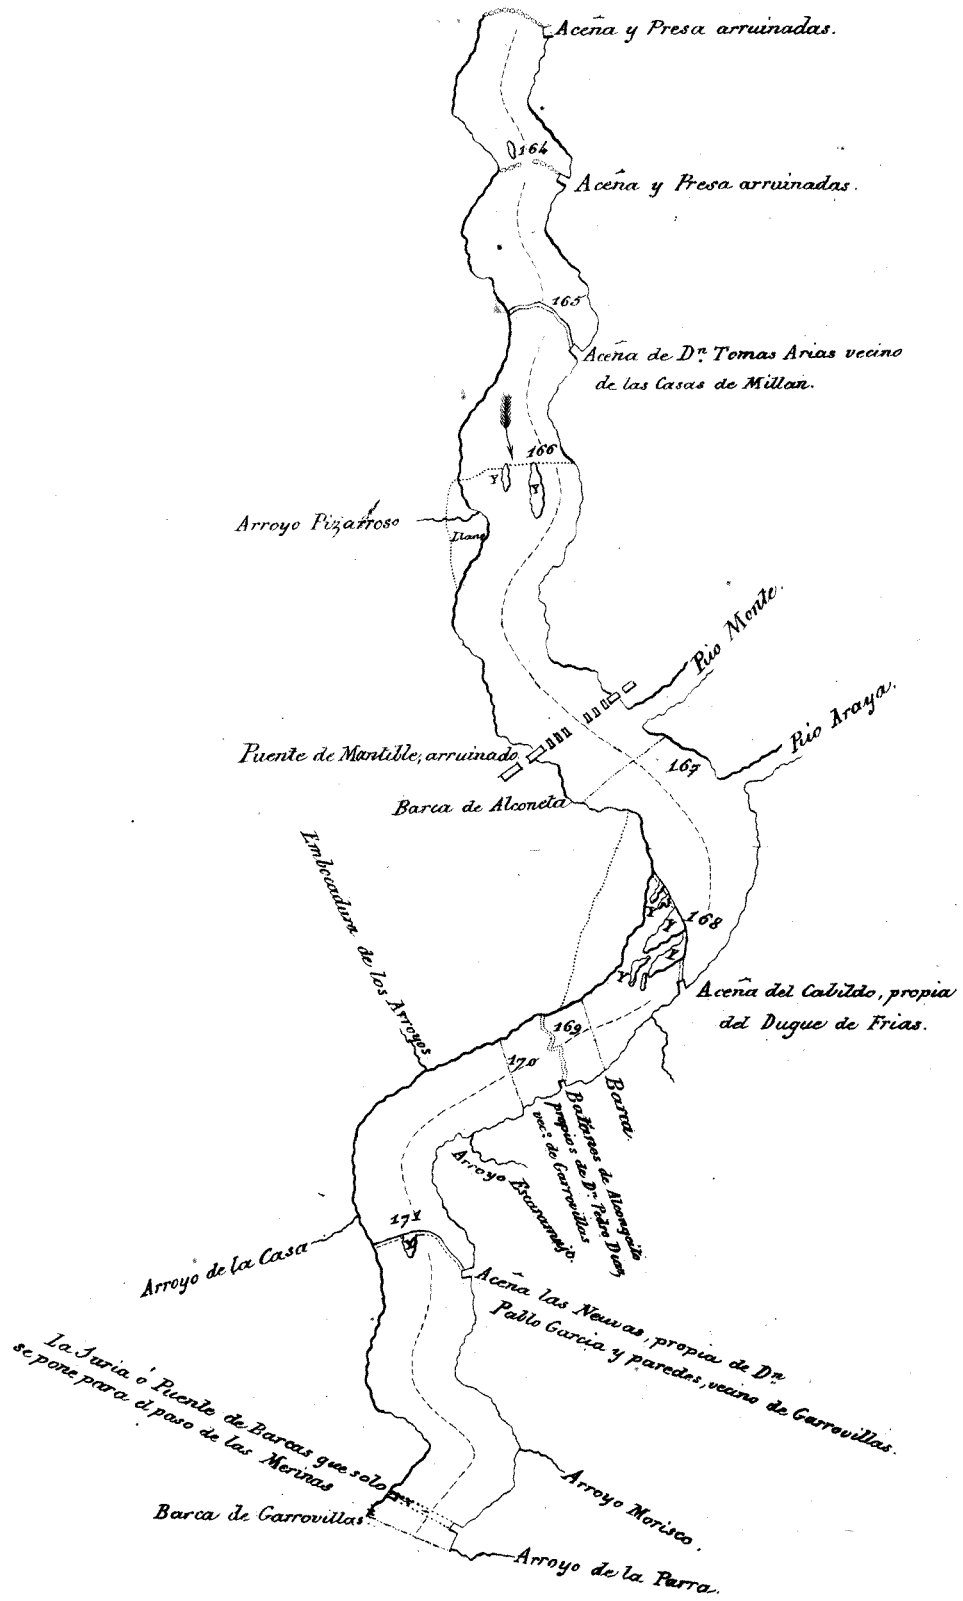 Aceña y Presa arruinadas.
164
Aceña y Presa arruinadas.
165
Aceña de Dn. Tomas Arias vecino
de las Casas de Millan.
166
Y
Y
Arroyo Pizarroso
Llano
Rio Monte.
Rio Araya.
Puente de Mantible, arruinado
167
Barca de Alconeta
Embocadura de los Arroyos
168
Y
Y
Y
Y
Aceña del Cabildo, propia
del Duque de Frias.
169
170
Barca.
Batanes de Alconcito
propios de Dn. Pedro Diaz,
vecº. de Garrovillas
Arroyo Escaramujo.
171
Y
Arroyo de la Casa
Aceña las Neuvas, propia de Dn
Pablo Garcia y paredes, vecino de Garrovillas.
La Juria ó Puente de Barcas que solo
se pone para el paso de las Merinas
Barca de Garrovillas
Arroyo Morisco.
Arroyo de la Parra.